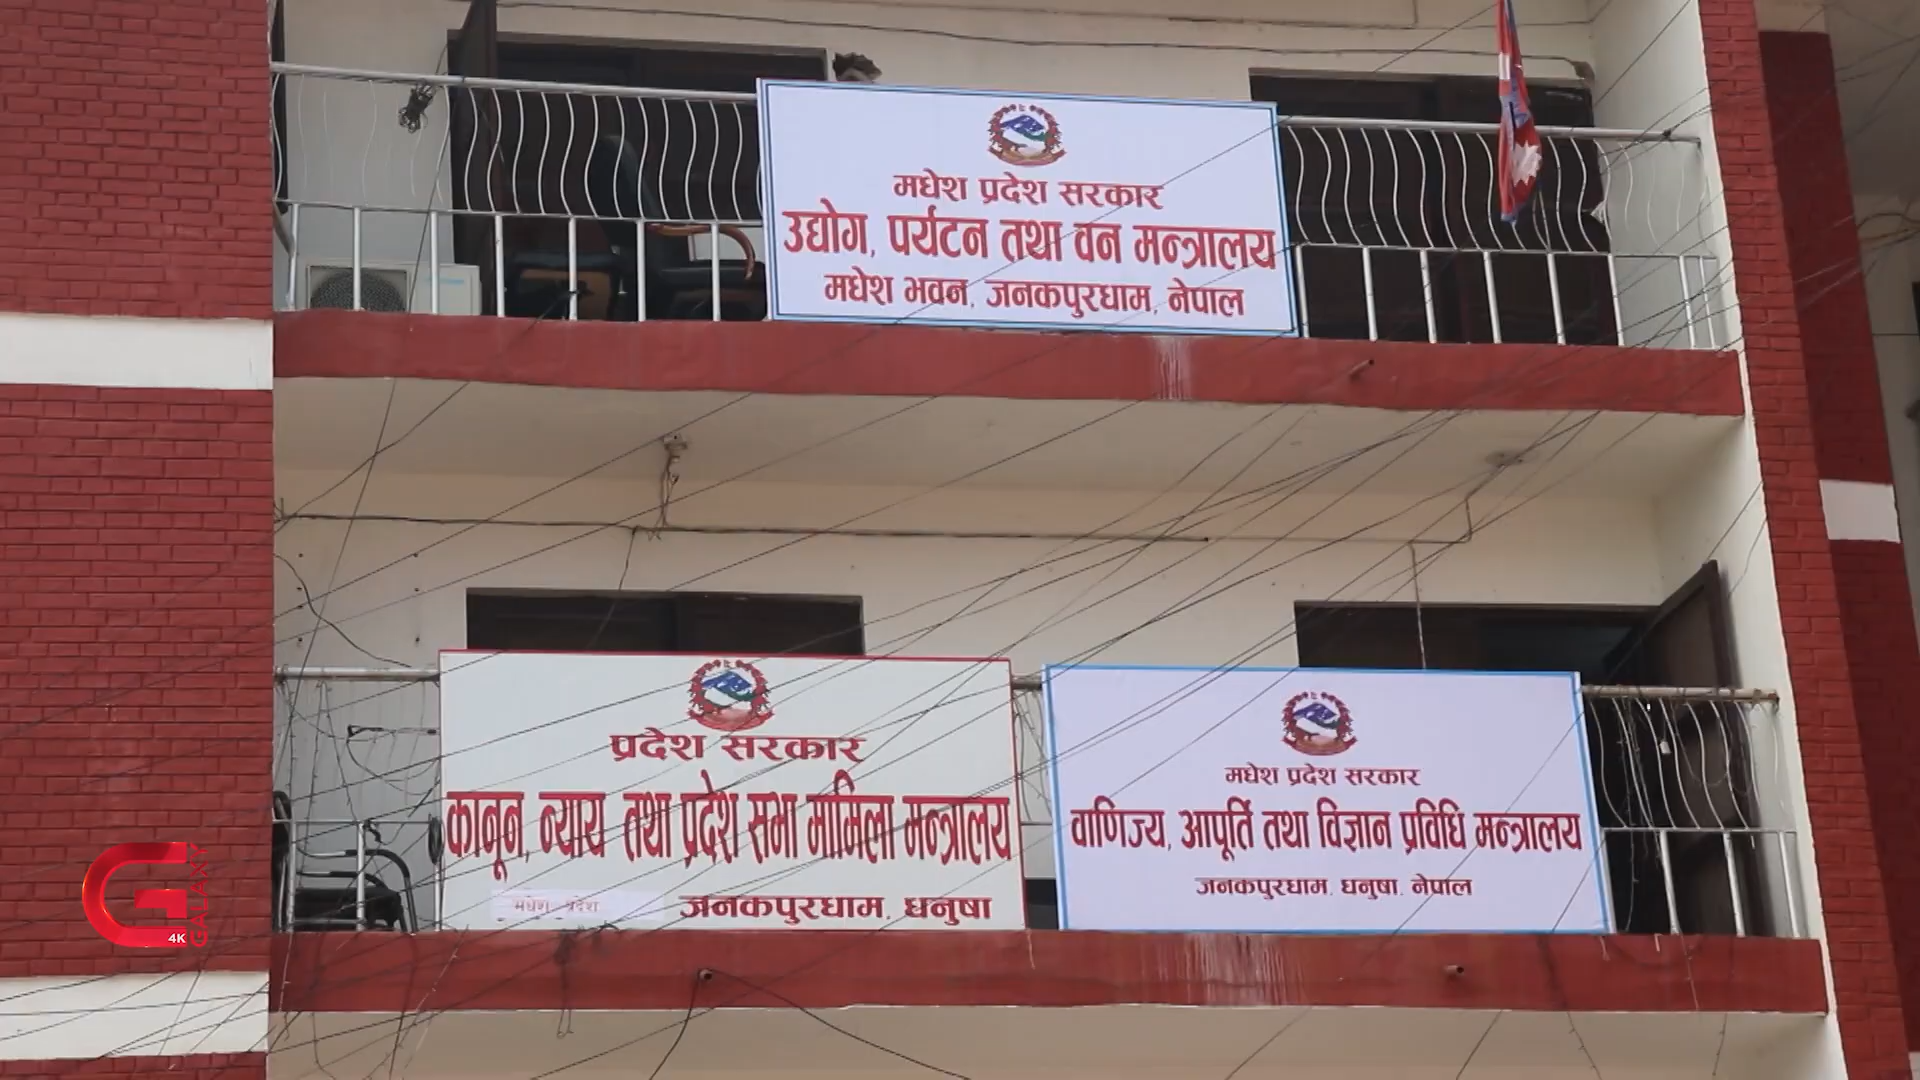 मधेश प्रदेश सरकार
उद्योग, पर्यटन तथा वन मन्त्रालय
मधेश भवन, जनकपुरधाम, नेपाल
प्रदेश सरकार
कानून, न्याय तथा प्रदेश सभा मामिला मन्त्रालय
मधेश प्रदेश जनकपुरधाम, धनुषा
मधेश प्रदेश सरकार
वाणिज्य, आपूर्ति तथा विज्ञान प्रविधि मन्त्रालय
जनकपुरधाम, धनुषा, नेपाल
G GALAXY
4K